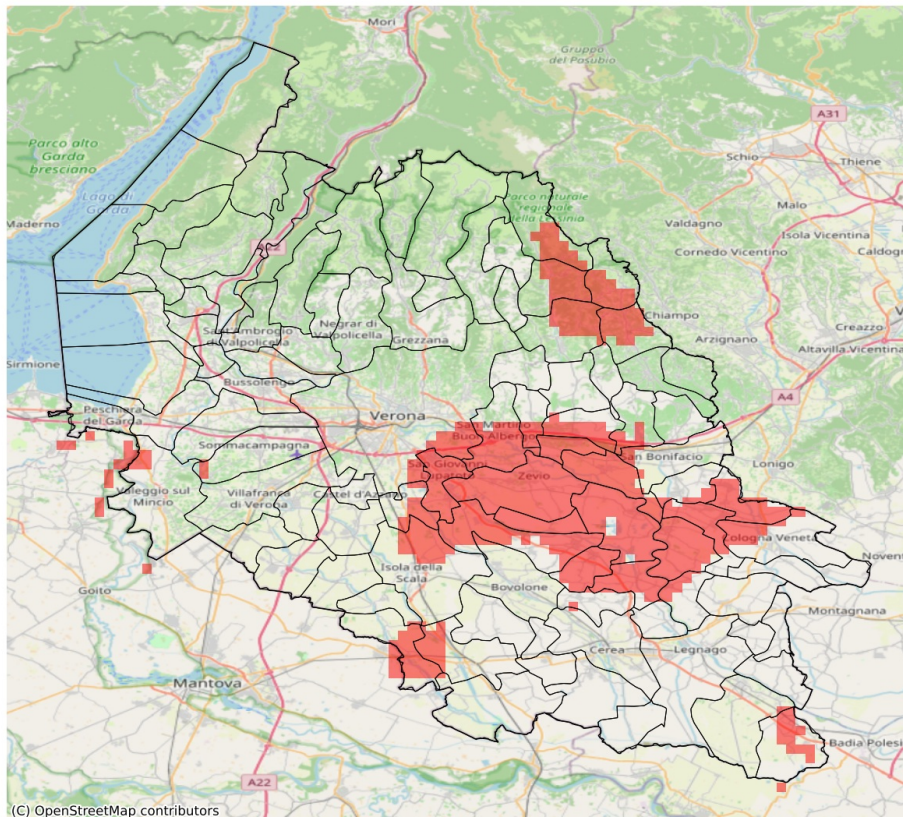 Mori
Gruppo
del Pasubio
A31
Schio
Thiene
Parco alto
Garda
bresciano
Lago di
Garda
Maderno
Parco naturale
regionale
della Lessinia
Malo
Valdagno
Isola Vicentina
Cornedo Vicentino
Caldogno
A22
Sant'Ambrogio
di Valpolicella
Negrar di
Valpolicella
Grezzana
Chiampo
Arzignano
Creazzo
Altavilla Vicentina
Sirmione
Bussolengo
A4
Peschiera
del Garda
Verona
San Martino
Buon Albergo
Sommacampagna
San Giovanni
Lupatoto
Zevio
San Bonifacio
Lonigo
Valeggio sul
Mincio
Villafranca
di Verona
Castel d'Azzano
Cologna Veneta
Isola della
Scala
Bovolone
Goito
Montagnana
Cerea
Legnago
Mantova
Badia Polesi
A22
(C) OpenStreetMap contributors